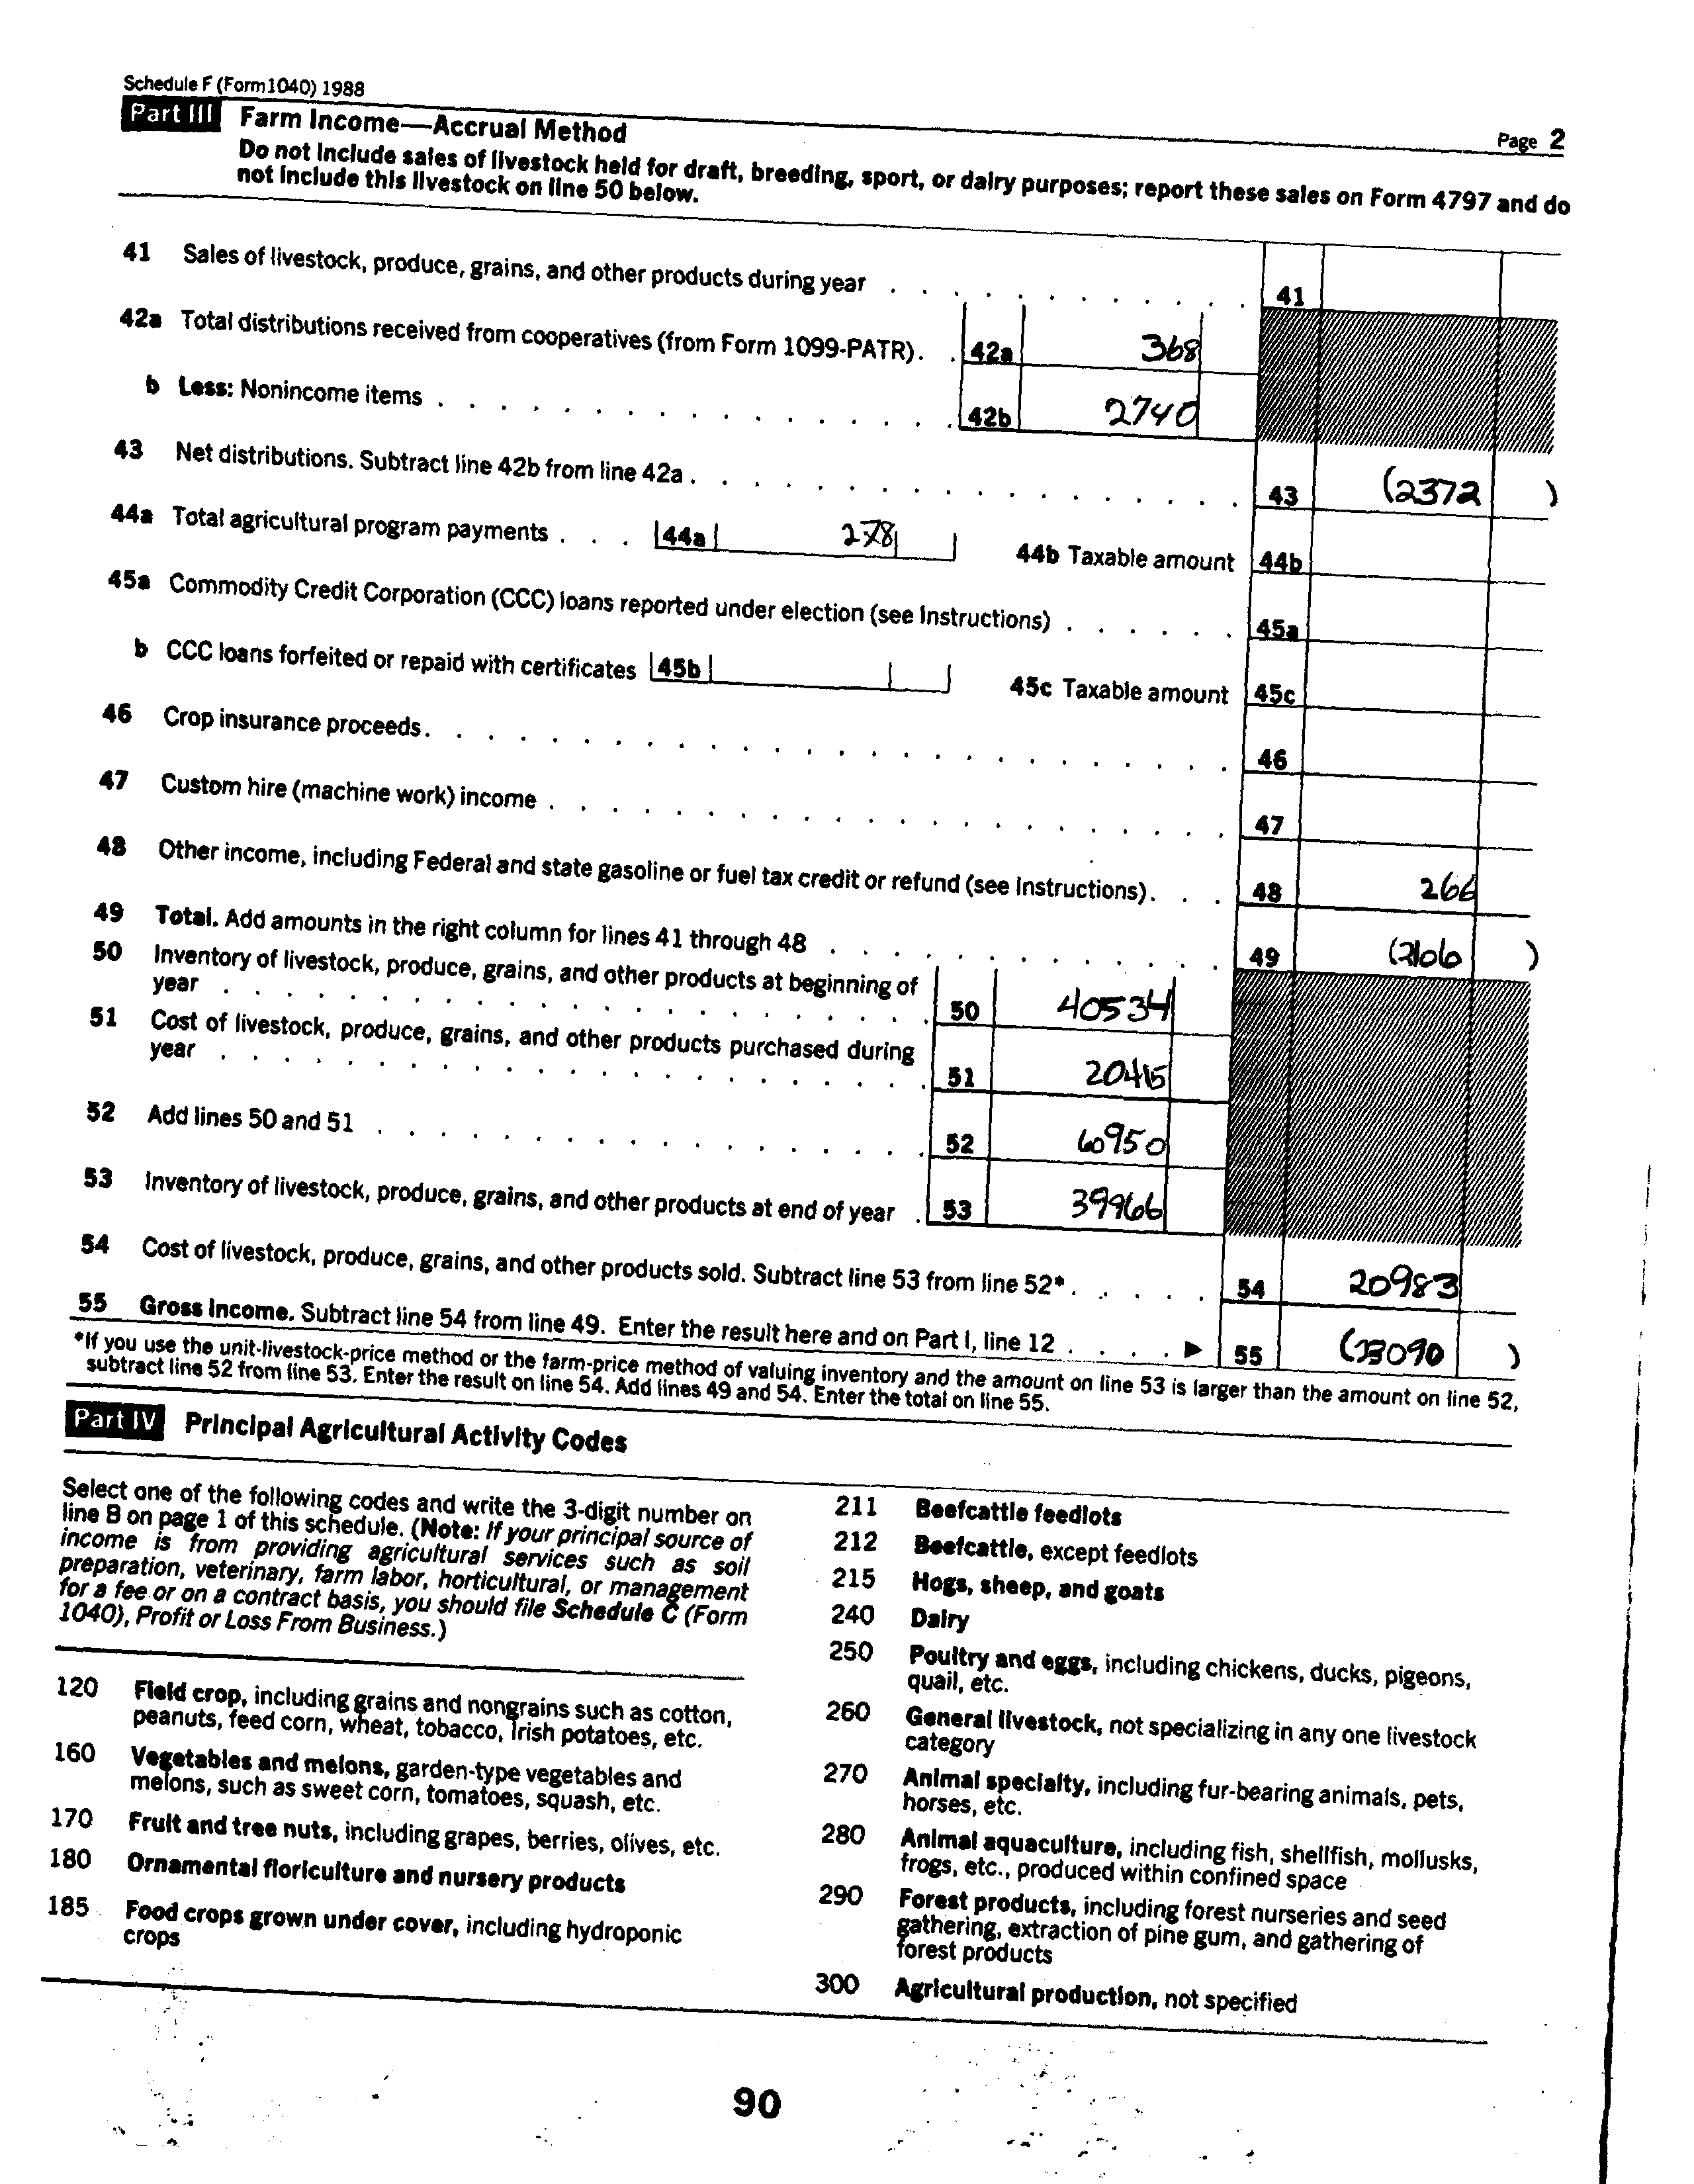 Schedule F (Form 1040) 1988
Page 2
Part III Farm Income—Accrual Method
Do not include sales of livestock held for draft, breeding, sport, or dairy purposes; report these sales on Form 4797 and do
not include this livestock on line 50 below.
41 Sales of livestock, produce, grains, and other products during year . . . . . . . . . . . . 41
42a Total distributions received from cooperatives (from Form 1099-PATR). . 42a 368
b Less: Nonincome items . . . . . . . . . . . . . . . . . 42b 2740
43 Net distributions. Subtract line 42b from line 42a . . . . . . . . . . . . . . . . . . 43 (2372 )
44a Total agricultural program payments . . . 44a 278 44b Taxable amount 44b
45a Commodity Credit Corporation (CCC) loans reported under election (see Instructions) . . . . . . 45a
b CCC loans forfeited or repaid with certificates 45b 45c Taxable amount 45c
46 Crop insurance proceeds. . . . . . . . . . . . . . . . . . . . . . . . . . 46
47 Custom hire (machine work) income . . . . . . . . . . . . . . . . . . . . . . 47
48 Other income, including Federal and state gasoline or fuel tax credit or refund (see Instructions). . . 48 266
49 Total. Add amounts in the right column for lines 41 through 48 . . . . . . . . . . . . . 49 (2106 )
50 Inventory of livestock, produce, grains, and other products at beginning of
year . . . . . . . . . . . . . . . . . . . . . . . 50 40534
51 Cost of livestock, produce, grains, and other products purchased during
year . . . . . . . . . . . . . . . . . . . . . . . 51 20415
52 Add lines 50 and 51 . . . . . . . . . . . . . . . . . . 52 60950
53 Inventory of livestock, produce, grains, and other products at end of year . 53 39966
54 Cost of livestock, produce, grains, and other products sold. Subtract line 53 from line 52* . . . . . 54 20983
55 Gross Income. Subtract line 54 from line 49. Enter the result here and on Part I, line 12 . . . . ▶ 55 (23090 )
*If you use the unit-livestock-price method or the farm-price method of valuing inventory and the amount on line 53 is larger than the amount on line 52,
subtract line 52 from line 53. Enter the result on line 54. Add lines 49 and 54. Enter the total on line 55.
Part IV Principal Agricultural Activity Codes
Select one of the following codes and write the 3-digit number on
line B on page 1 of this schedule. (Note: If your principal source of
income is from providing agricultural services such as soil
preparation, veterinary, farm labor, horticultural, or management
for a fee or on a contract basis, you should file Schedule C (Form
1040), Profit or Loss From Business.)
120 Field crop, including grains and nongrains such as cotton,
peanuts, feed corn, wheat, tobacco, Irish potatoes, etc.
160 Vegetables and melons, garden-type vegetables and
melons, such as sweet corn, tomatoes, squash, etc.
170 Fruit and tree nuts, including grapes, berries, olives, etc.
180 Ornamental floriculture and nursery products
185 Food crops grown under cover, including hydroponic
crops
211 Beefcattle feedlots
212 Beefcattle, except feedlots
215 Hogs, sheep, and goats
240 Dairy
250 Poultry and eggs, including chickens, ducks, pigeons,
quail, etc.
260 General livestock, not specializing in any one livestock
category
270 Animal specialty, including fur-bearing animals, pets,
horses, etc.
280 Animal aquaculture, including fish, shellfish, mollusks,
frogs, etc., produced within confined space
290 Forest products, including forest nurseries and seed
gathering, extraction of pine gum, and gathering of
forest products
300 Agricultural production, not specified
90